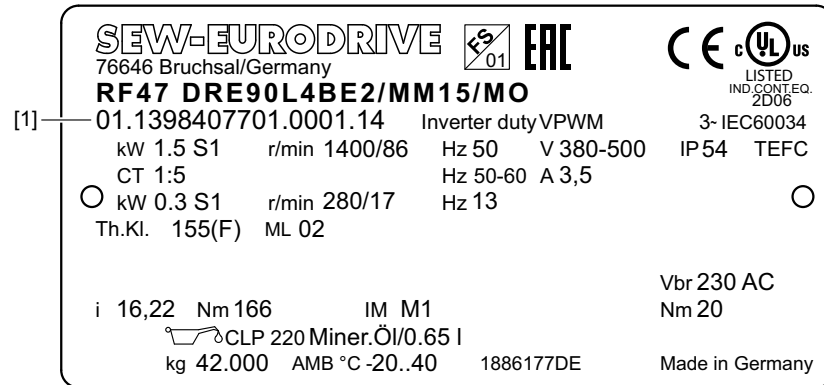 SEW-EURODRIVE FS 01 EAC CE c UL us
76646 Bruchsal/Germany LISTED
IND.CONT.EQ.
2D06
RF47 DRE90L4BE2/MM15/MO
[1] 01.1398407701.0001.14 Inverter duty VPWM 3~ IEC60034
kW 1.5 S1 r/min 1400/86 Hz 50 V 380-500 IP 54 TEFC
CT 1:5 Hz 50-60 A 3,5
kW 0.3 S1 r/min 280/17 Hz 13
Th.Kl. 155(F) ML 02
Vbr 230 AC
i 16,22 Nm 166 IM M1 Nm 20
CLP 220 Miner.Öl/0.65 l
kg 42.000 AMB °C -20..40 1886177DE Made in Germany